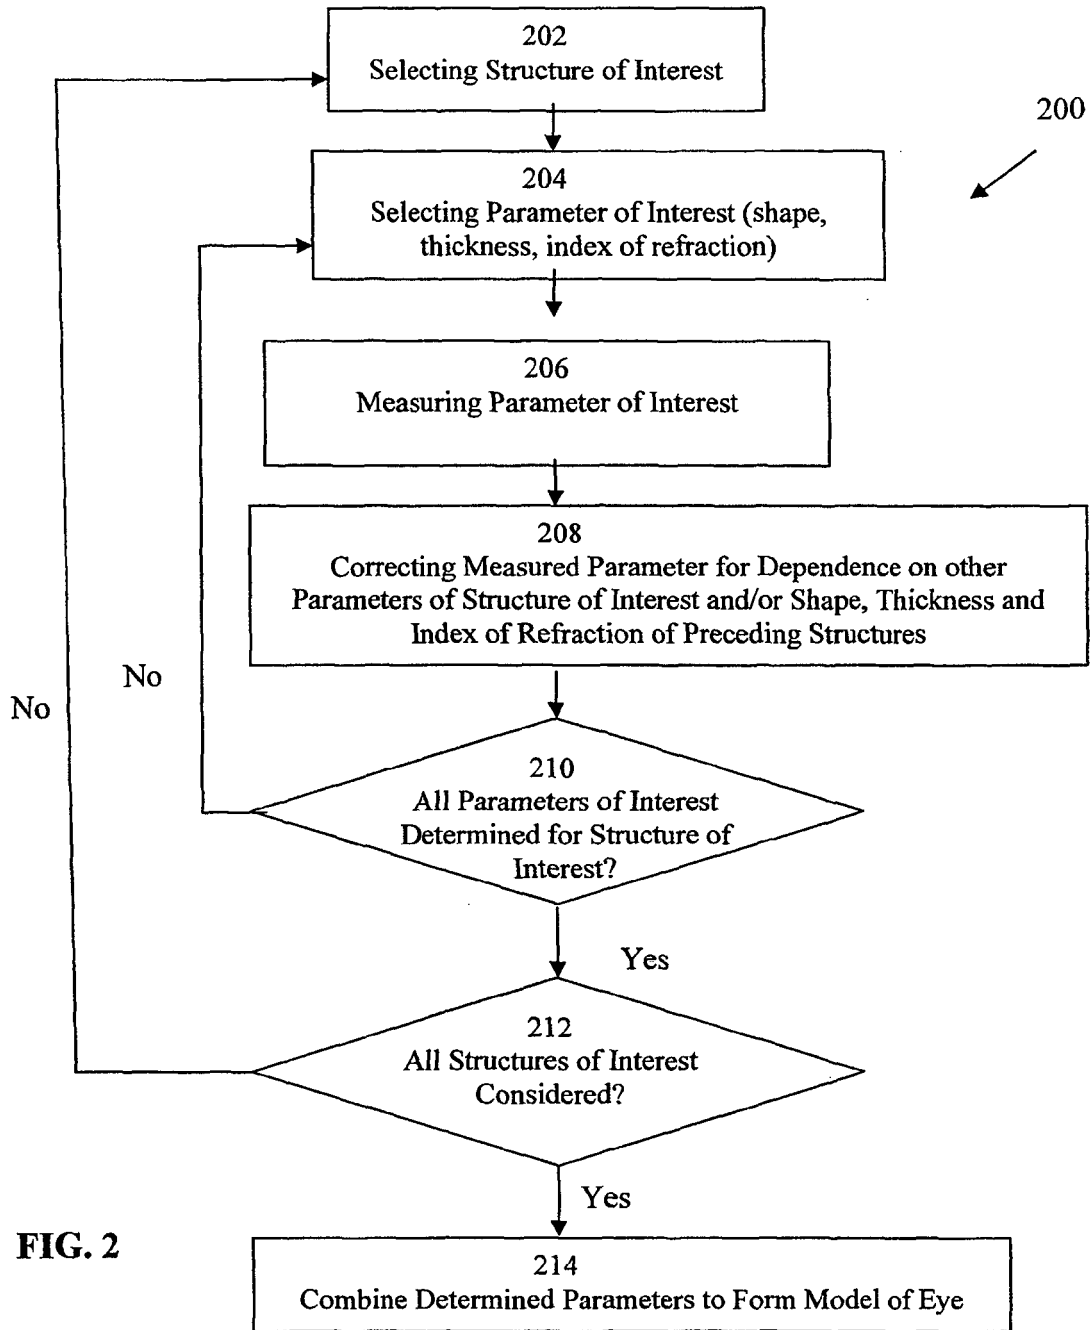 202
Selecting Structure of Interest
200
204
Selecting Parameter of Interest (shape,
thickness, index of refraction)
206
Measuring Parameter of Interest
208
Correcting Measured Parameter for Dependence on other
Parameters of Structure of Interest and/or Shape, Thickness and
Index of Refraction of Preceding Structures
No
No
210
All Parameters of Interest
Determined for Structure of
Interest?
Yes
212
All Structures of Interest
Considered?
Yes
FIG. 2
214
Combine Determined Parameters to Form Model of Eye